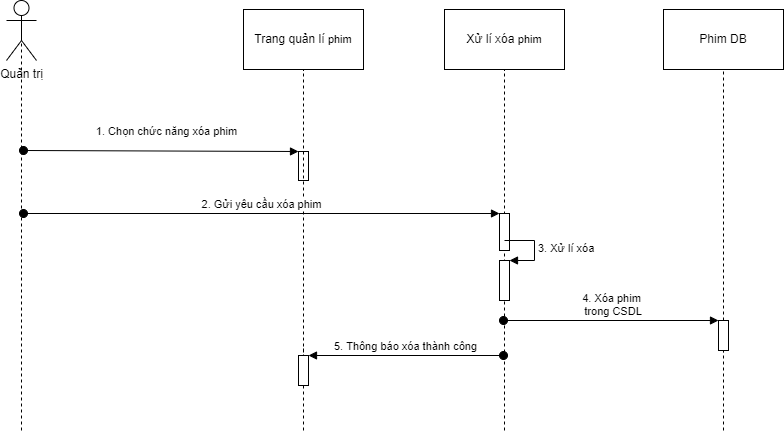 Quản trị
Trang quản lí phim
Xử lí xóa phim
Phim DB
1. Chọn chức năng xóa phim
2. Gửi yêu cầu xóa phim
3. Xử lí xóa
4. Xóa phim
trong CSDL
5. Thông báo xóa thành công